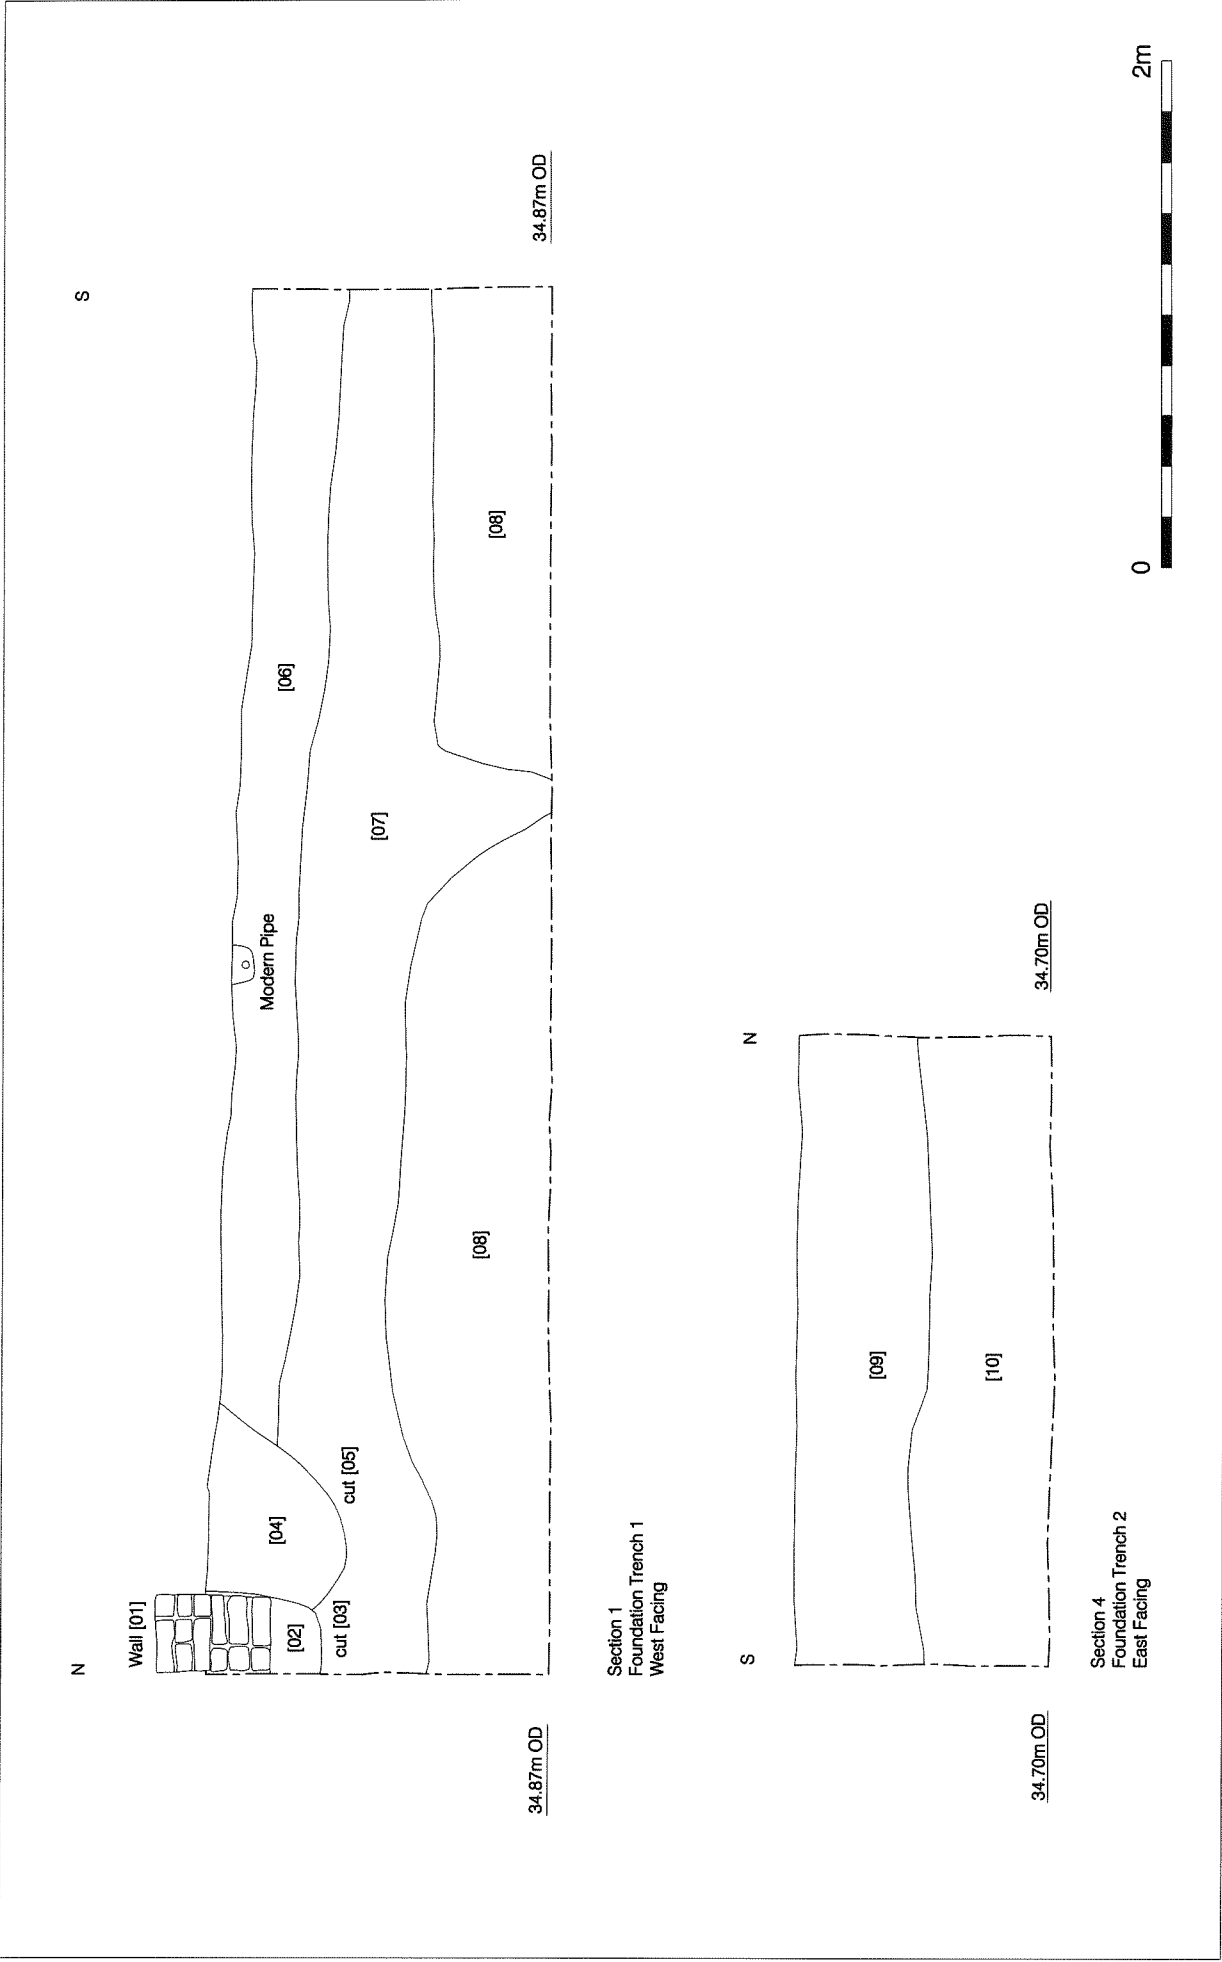 N
S
Wall [01]
[02]
cut [03]
[04]
cut [05]
Modern Pipe
[06]
[07]
[08]
[08]
34.87m OD
34.87m OD
Section 1
Foundation Trench 1
West Facing
S
N
[09]
[10]
34.70m OD
34.70m OD
Section 4
Foundation Trench 2
East Facing
0
2m